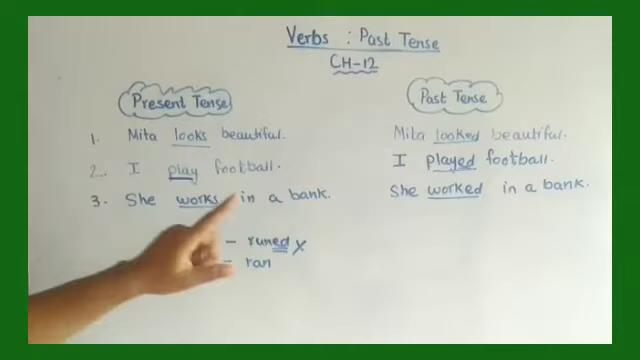 Verbs : Past Tense
CH-12
Present Tense
Past Tense
1. Mita looks beautiful.
Mita looked beautiful.
2. I play football.
I played football.
3. She works in a bank.
She worked in a bank.
- runed x
- ran